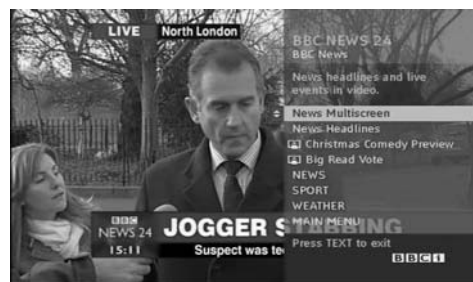 LIVE North London
BBC NEWS 24
BBC News
News headlines and live
events in video.
News Multiscreen
News Headlines
Christmas Comedy Preview...
Big Read Vote
NEWS
SPORT
WEATHER
MAIN MENU
Press TEXT to exit
BBC 1
BBC
NEWS 24
15:11
JOGGER STABBING
Suspect was